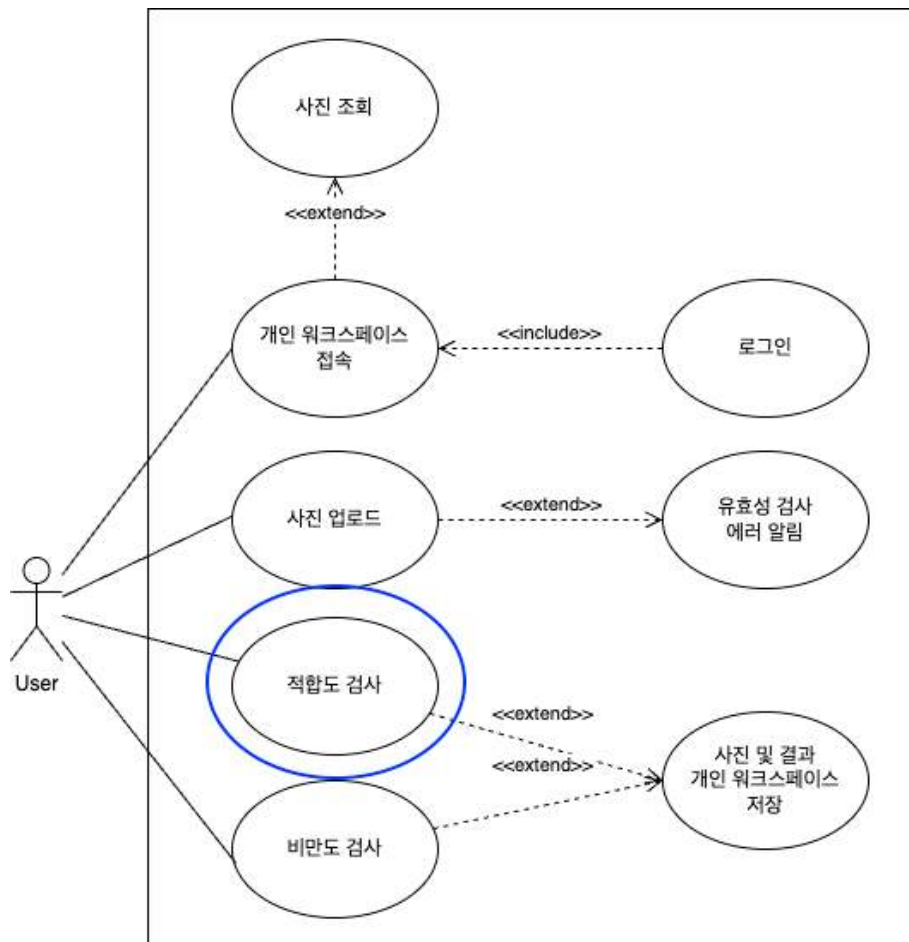 사진 조회
<<extend>>
개인 워크스페이스
접속
<<include>>
로그인
사진 업로드
<<extend>>
유효성 검사
에러 알림
User
적합도 검사
<<extend>>
<<extend>>
사진 및 결과
개인 워크스페이스
저장
비만도 검사